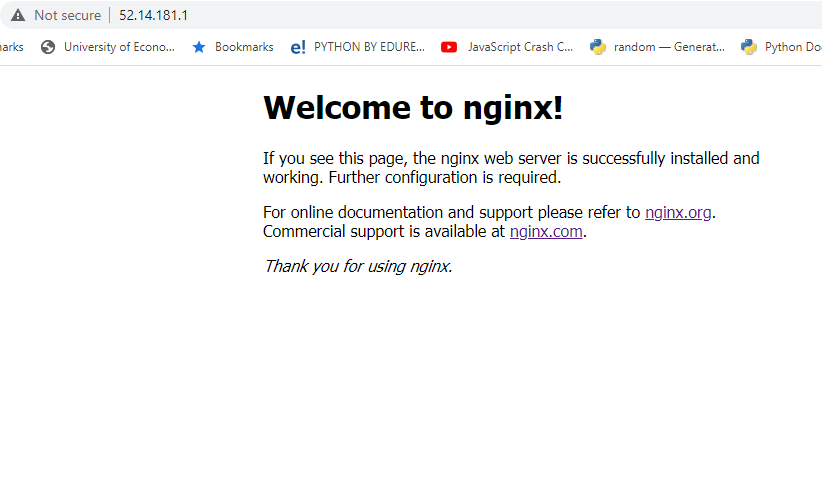 Not secure | 52.14.181.1
arks University of Econo... Bookmarks e! PYTHON BY EDURE... JavaScript Crash C... random — Generat... Python Do
Welcome to nginx!
If you see this page, the nginx web server is successfully installed and
working. Further configuration is required.
For online documentation and support please refer to nginx.org.
Commercial support is available at nginx.com.
Thank you for using nginx.